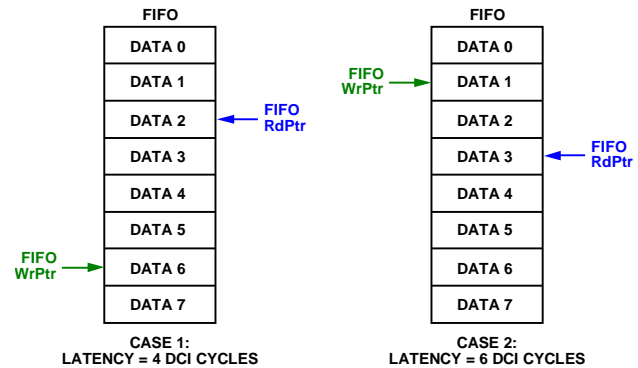 FIFO
DATA 0
DATA 1
DATA 2
DATA 3
DATA 4
DATA 5
DATA 6
DATA 7
FIFO
RdPtr
FIFO
WrPtr
CASE 1:
LATENCY = 4 DCI CYCLES
FIFO
DATA 0
DATA 1
DATA 2
DATA 3
DATA 4
DATA 5
DATA 6
DATA 7
FIFO
WrPtr
FIFO
RdPtr
CASE 2:
LATENCY = 6 DCI CYCLES